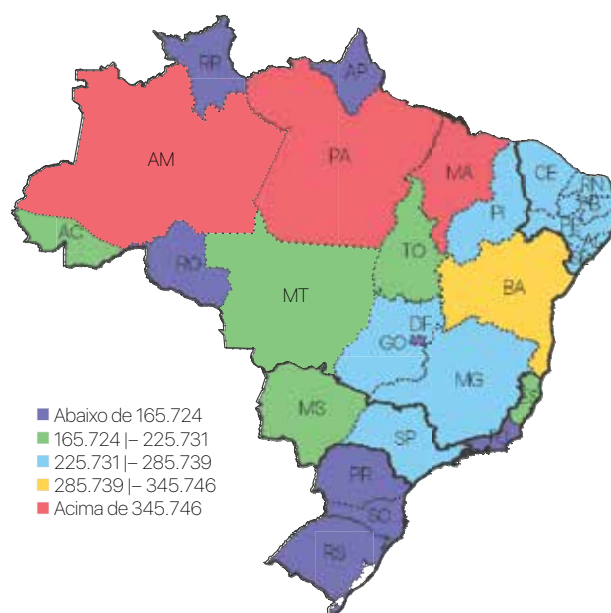 RR
AP
AM
PA
MA
CE
RN
PB
PI
PE
AC
TO
RO
BA
MT
DF
GO
MG
MS
SP
PR
SC
RS
Abaixo de 165.724
165.724 |– 225.731
225.731 |– 285.739
285.739 |– 345.746
Acima de 345.746